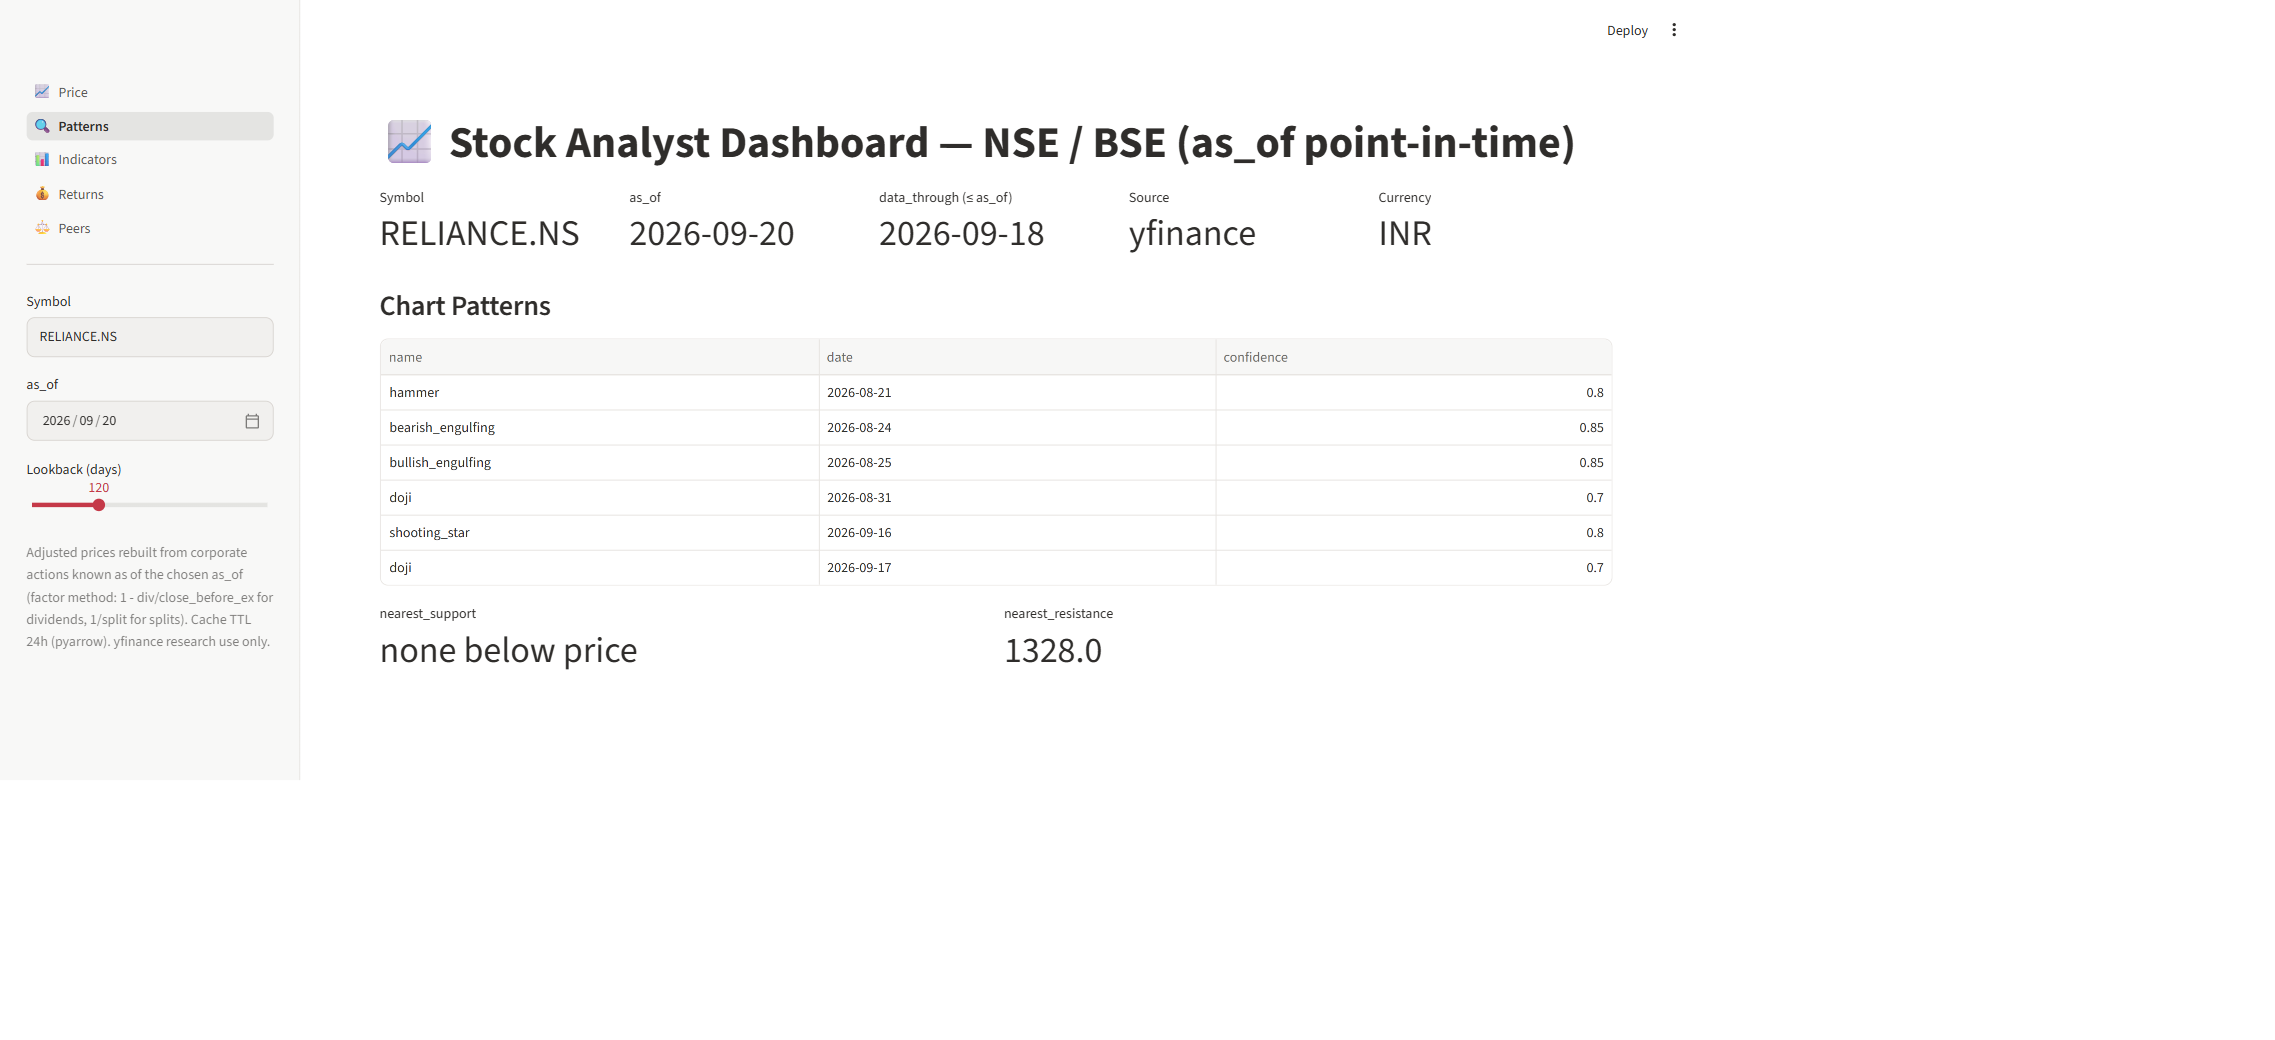 Deploy
Price
Patterns
Indicators
Returns
Peers
Symbol
RELIANCE.NS
as_of
2026/09/20
Lookback (days)
120
Adjusted prices rebuilt from corporate
actions known as of the chosen as_of
(factor method: 1 - div/close_before_ex for
dividends, 1/split for splits). Cache TTL
24h (pyarrow). yfinance research use only.
Stock Analyst Dashboard — NSE / BSE (as_of point-in-time)
Symbol as_of data_through (≤ as_of) Source Currency
RELIANCE.NS 2026-09-20 2026-09-18 yfinance INR
Chart Patterns
name date confidence
hammer 2026-08-21 0.8
bearish_engulfing 2026-08-24 0.85
bullish_engulfing 2026-08-25 0.85
doji 2026-08-31 0.7
shooting_star 2026-09-16 0.8
doji 2026-09-17 0.7
nearest_support nearest_resistance
none below price 1328.0